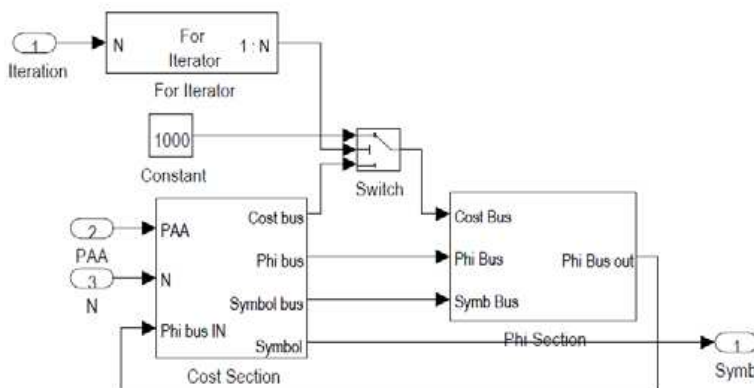 1
Iteration
N
For
Iterator
1 : N
For Iterator
1000
Constant
Switch
2
PAA
3
N
PAA
N
Phi bus IN
Cost bus
Phi bus
Symbol bus
Symbol
Cost Section
Cost Bus
Phi Bus
Symb Bus
Phi Bus out
Phi Section
1
Symb